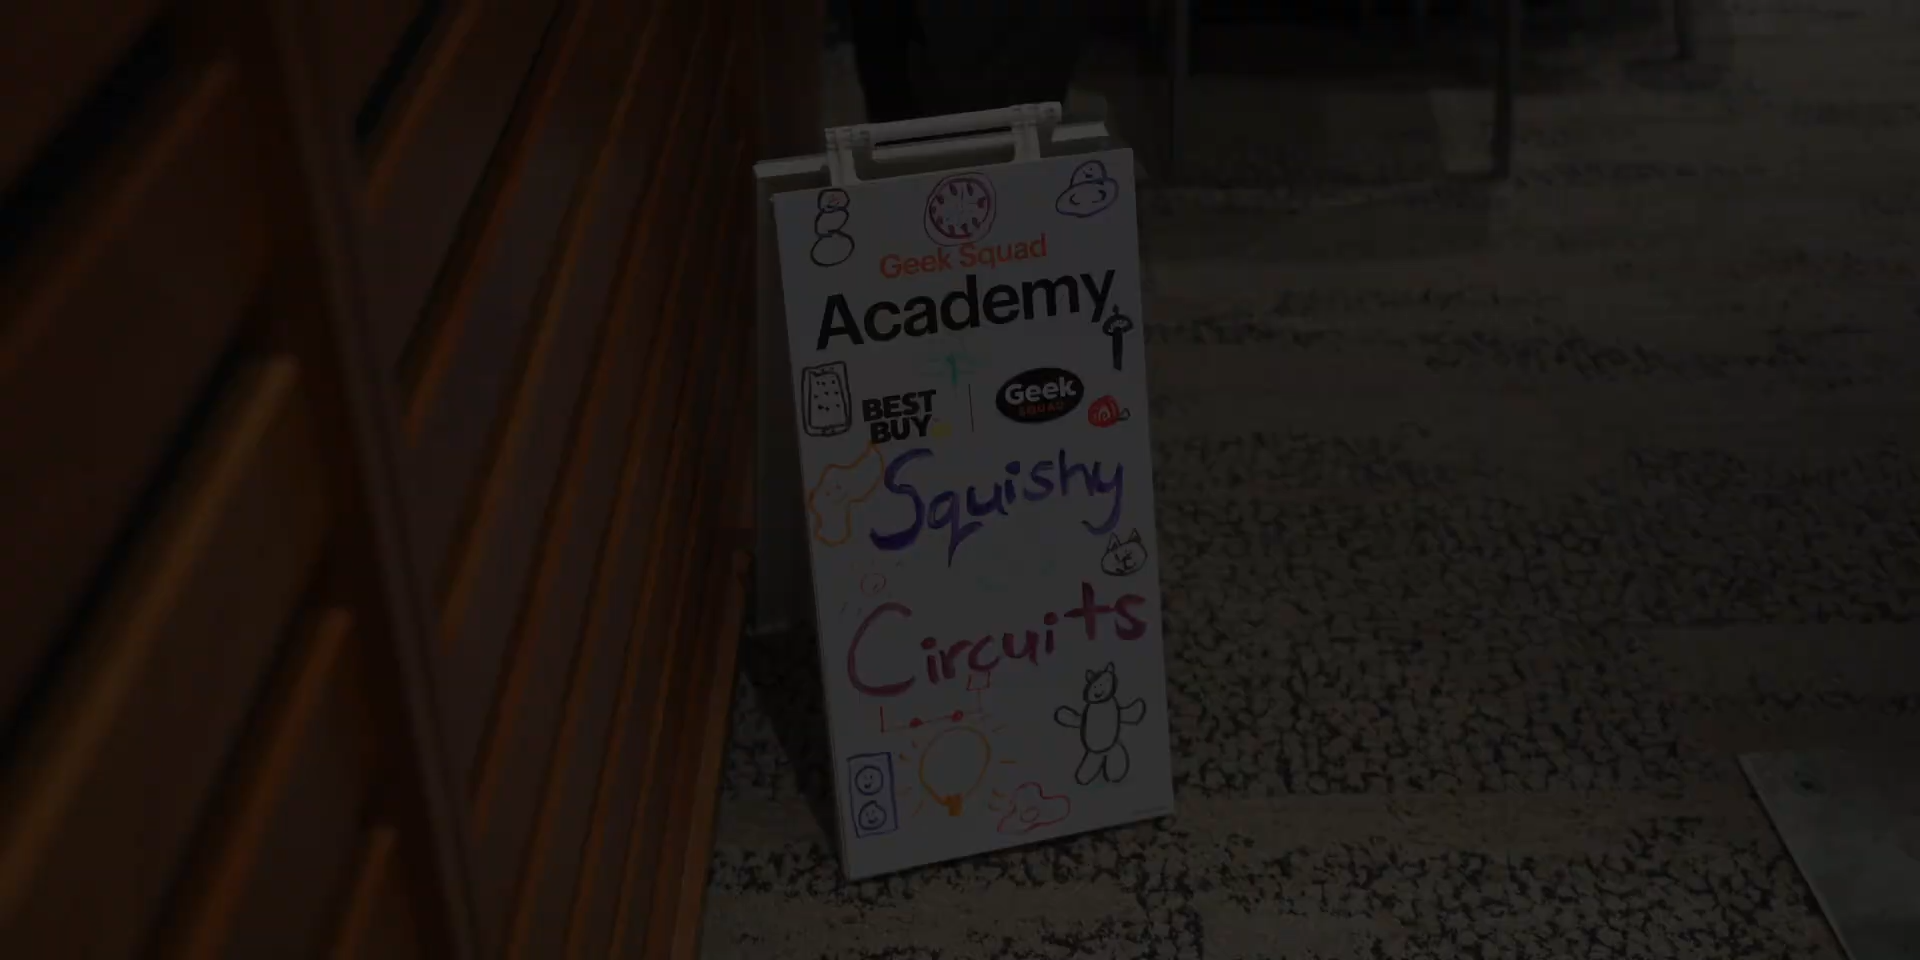 Geek Squad
Academy
BEST
BUY
Geek
SQUAD
Squishy
Circuits